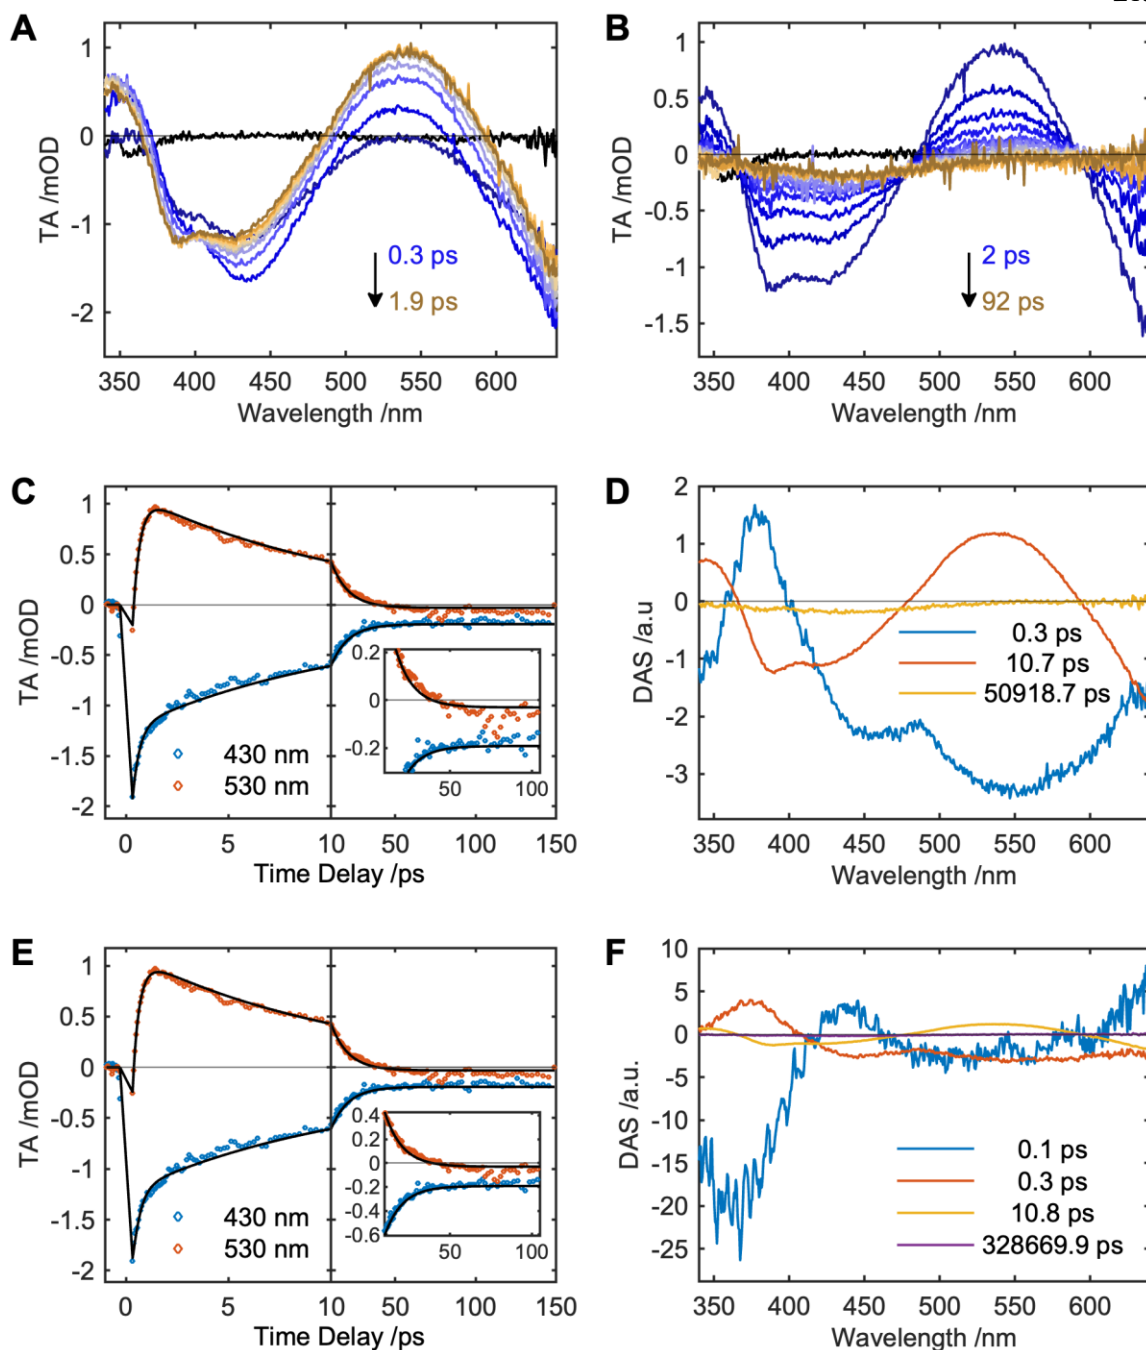 A
B
TA /mOD
1
0
-1
-2
0.3 ps
1.9 ps
350 400 450 500 550 600
Wavelength /nm
TA /mOD
1
0.5
0
-0.5
-1
-1.5
2 ps
92 ps
350 400 450 500 550 600
Wavelength /nm
C
D
TA /mOD
1
0.5
0
-0.5
-1
-1.5
-2
430 nm
530 nm
0.2
0
-0.2
50 100
0 5 10 50 100 150
Time Delay /ps
DAS /a.u
2
1
0
-1
-2
-3
0.3 ps
10.7 ps
50918.7 ps
350 400 450 500 550 600
Wavelength /nm
E
F
TA /mOD
1
0.5
0
-0.5
-1
-1.5
-2
430 nm
530 nm
0.4
0.2
0
-0.2
-0.4
-0.6
50 100
0 5 10 50 100 150
Time Delay /ps
DAS /a.u.
10
5
0
-5
-10
-15
-20
-25
0.1 ps
0.3 ps
10.8 ps
328669.9 ps
350 400 450 500 550 600
Wavelength /nm